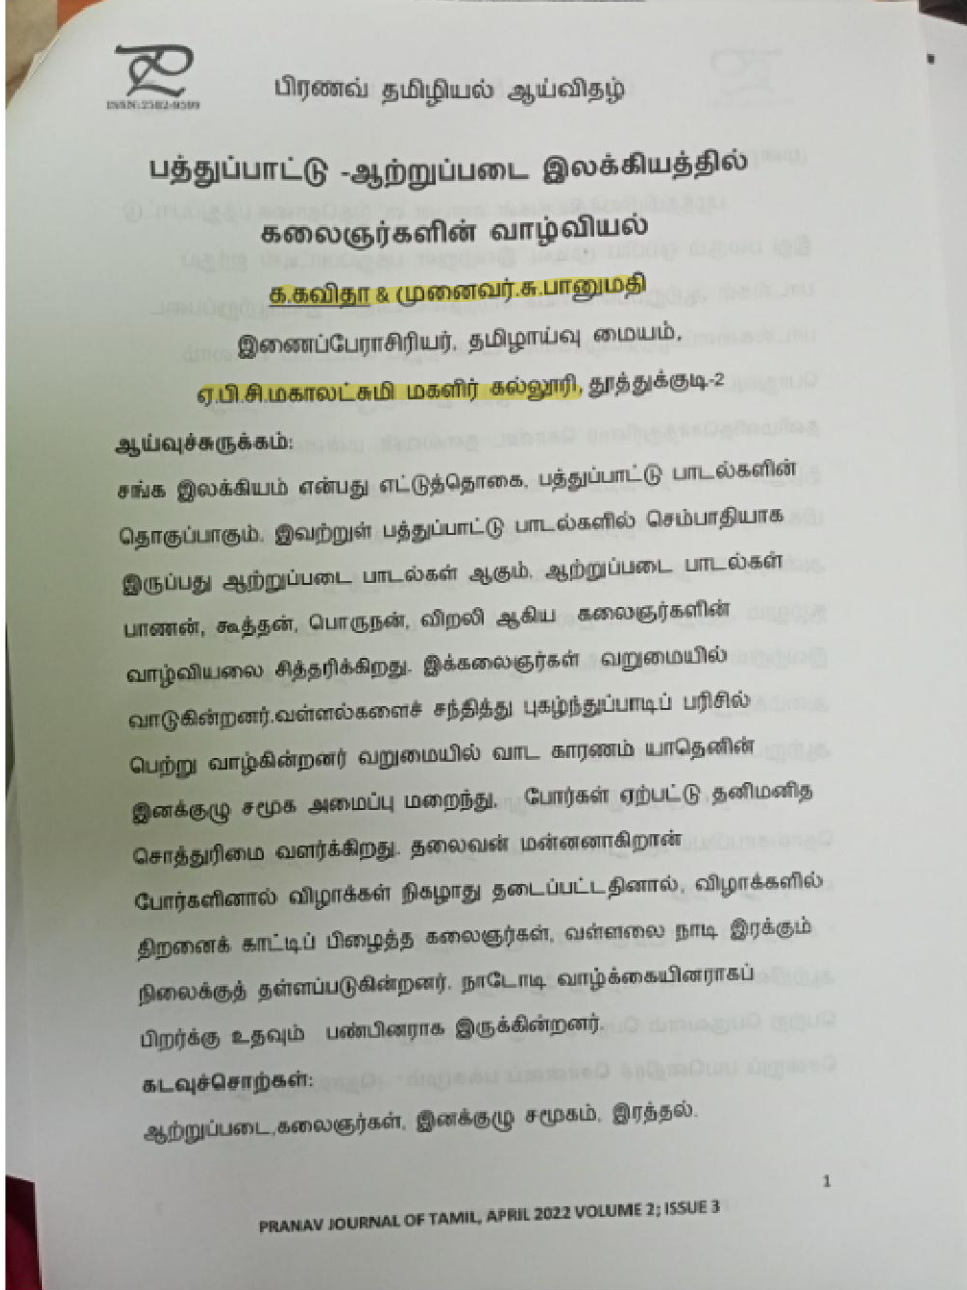 ISSN:2582-9599
பிரணவ் தமிழியல் ஆய்விதழ்
பத்துப்பாட்டு -ஆற்றுப்படை இலக்கியத்தில்
கலைஞர்களின் வாழ்வியல்
க.கவிதா & முனைவர்.சு.பானுமதி
இணைப்பேராசிரியர், தமிழாய்வு மையம்,
ஏ.பி.சி.மகாலட்சுமி மகளிர் கல்லூரி, தூத்துக்குடி-2
ஆய்வுச்சுருக்கம்:
சங்க இலக்கியம் என்பது எட்டுத்தொகை, பத்துப்பாட்டு பாடல்களின்
தொகுப்பாகும். இவற்றுள் பத்துப்பாட்டு பாடல்களில் செம்பாதியாக
இருப்பது ஆற்றுப்படை பாடல்கள் ஆகும். ஆற்றுப்படை பாடல்கள்
பாணன், கூத்தன், பொருநன், விறலி ஆகிய கலைஞர்களின்
வாழ்வியலை சித்தரிக்கிறது. இக்கலைஞர்கள் வறுமையில்
வாடுகின்றனர்.வள்ளல்களைச் சந்தித்து புகழ்ந்துப்பாடிப் பரிசில்
பெற்று வாழ்கின்றனர் வறுமையில் வாட காரணம் யாதெனின்
இனக்குழு சமூக அமைப்பு மறைந்து, போர்கள் ஏற்பட்டு தனிமனித
சொத்துரிமை வளர்க்கிறது. தலைவன் மன்னனாகிறான்
போர்களினால் விழாக்கள் நிகழாது தடைப்பட்டதினால், விழாக்களில்
திறனைக் காட்டிப் பிழைத்த கலைஞர்கள், வள்ளலை நாடி இரக்கும்
நிலைக்குத் தள்ளப்படுகின்றனர். நாடோடி வாழ்க்கையினராகப்
பிறர்க்கு உதவும் பண்பினராக இருக்கின்றனர்.
கடவுச்சொற்கள்:
ஆற்றுப்படை,கலைஞர்கள், இனக்குழு சமூகம், இரத்தல்.
1
PRANAV JOURNAL OF TAMIL, APRIL 2022 VOLUME 2; ISSUE 3